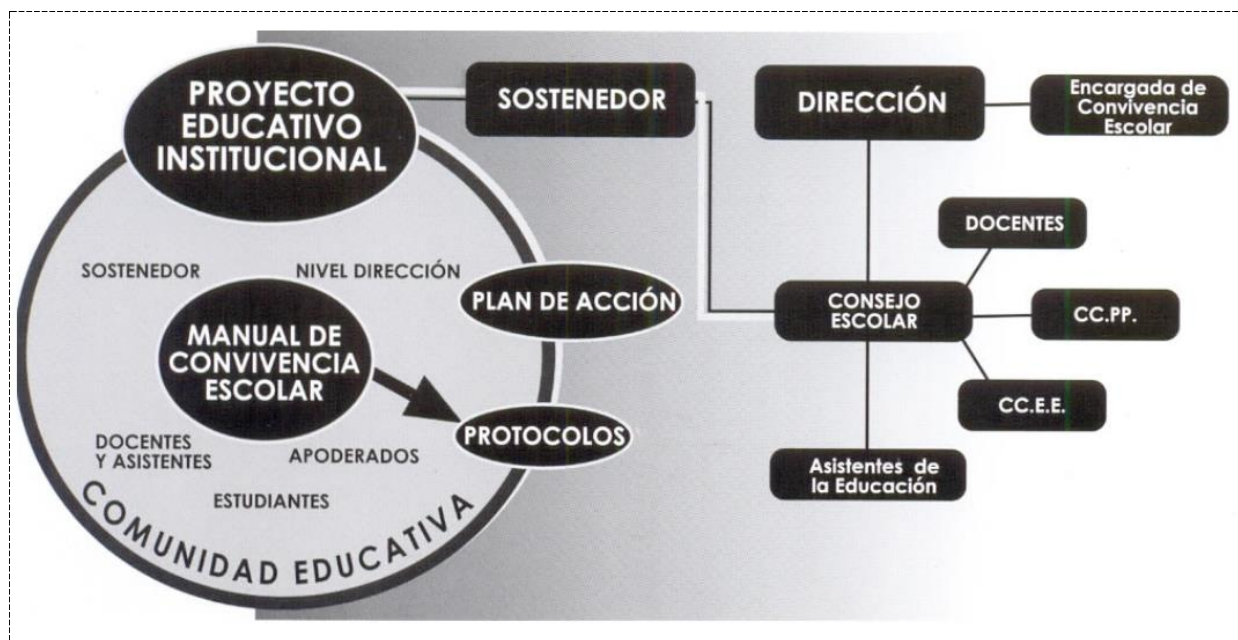 PROYECTO
EDUCATIVO
INSTITUCIONAL
SOSTENEDOR
NIVEL DIRECCIÓN
MANUAL DE
CONVIVENCIA
ESCOLAR
PLAN DE ACCIÓN
PROTOCOLOS
DOCENTES
Y ASISTENTES
APODERADOS
ESTUDIANTES
COMUNIDAD EDUCATIVA
SOSTENEDOR
DIRECCIÓN
Encargada de
Convivencia
Escolar
DOCENTES
CONSEJO
ESCOLAR
CC.PP.
CC.E.E.
Asistentes de
la Educación